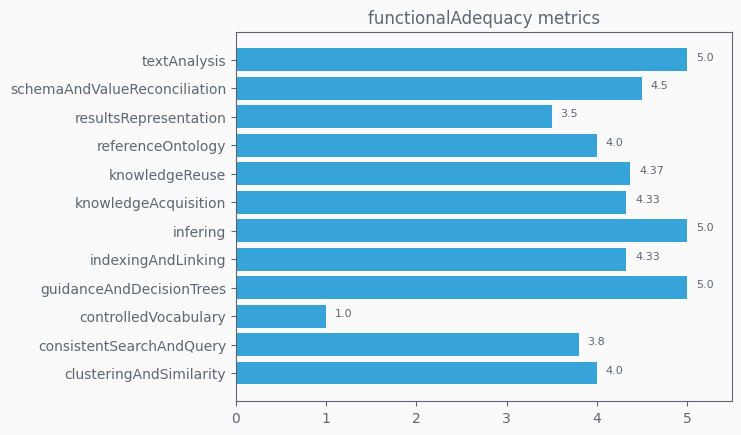 functionalAdequacy metrics
textAnalysis 5.0
schemaAndValueReconciliation 4.5
resultsRepresentation 3.5
referenceOntology 4.0
knowledgeReuse 4.37
knowledgeAcquisition 4.33
infering 5.0
indexingAndLinking 4.33
guidanceAndDecisionTrees 5.0
controlledVocabulary 1.0
consistentSearchAndQuery 3.8
clusteringAndSimilarity 4.0
0 1 2 3 4 5